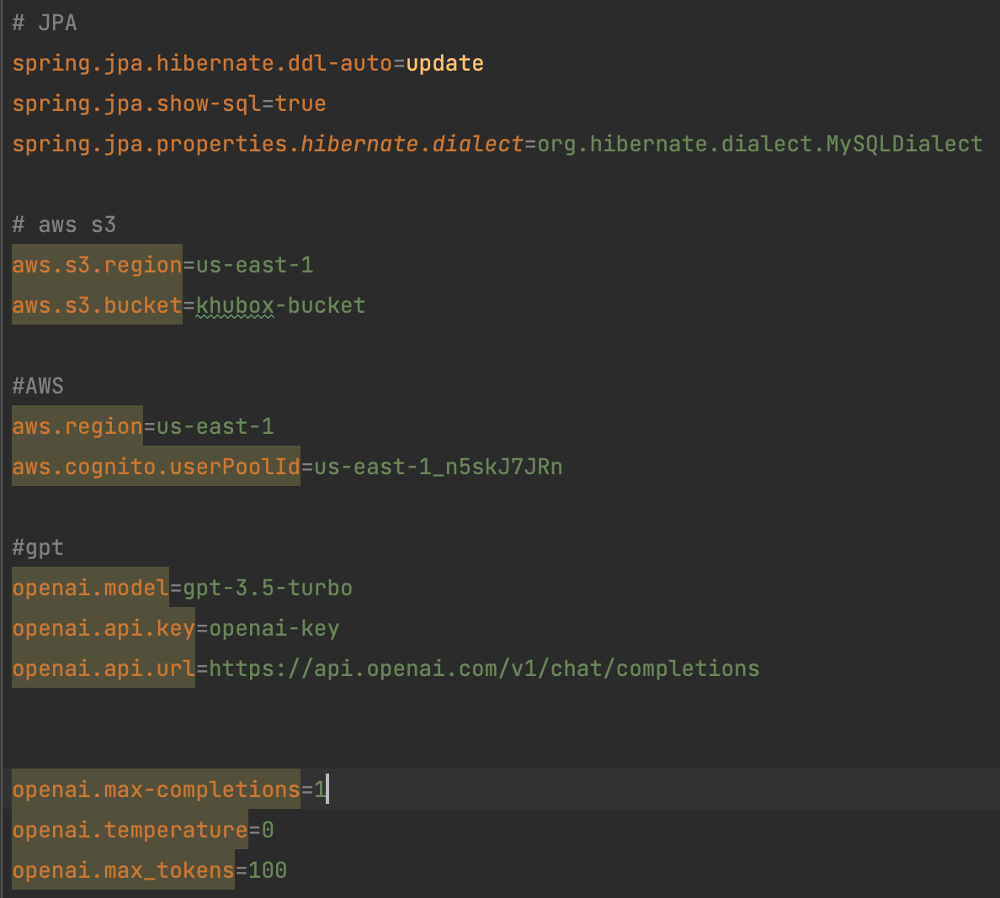 # JPA
spring.jpa.hibernate.ddl-auto=update
spring.jpa.show-sql=true
spring.jpa.properties.hibernate.dialect=org.hibernate.dialect.MySQLDialect
# aws s3
aws.s3.region=us-east-1
aws.s3.bucket=khubox-bucket
#AWS
aws.region=us-east-1
aws.cognito.userPoolId=us-east-1_n5skJ7JRn
#gpt
openai.model=gpt-3.5-turbo
openai.api.key=openai-key
openai.api.url=https://api.openai.com/v1/chat/completions
openai.max-completions=1
openai.temperature=0
openai.max_tokens=100